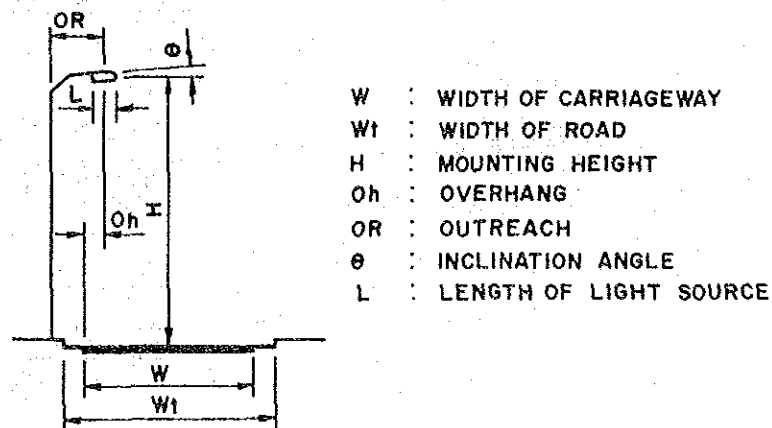 OR
θ
L
W : WIDTH OF CARRIAGEWAY
Wt : WIDTH OF ROAD
H : MOUNTING HEIGHT
Oh : OVERHANG
OR : OUTREACH
θ : INCLINATION ANGLE
L : LENGTH OF LIGHT SOURCE
H
Oh
W
Wt